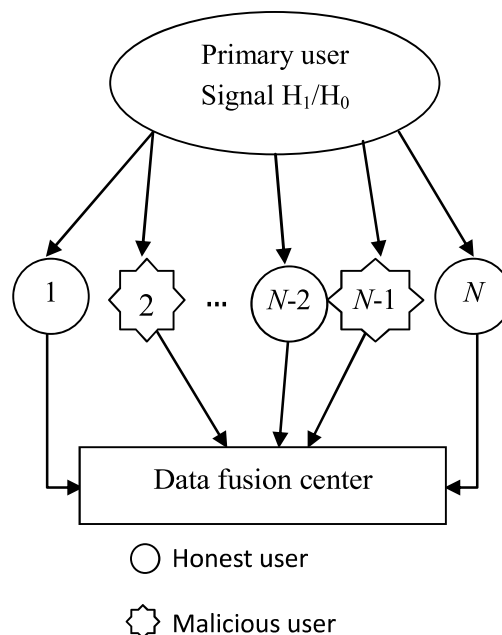 Primary user
Signal H₁/H₀
1
2
...
N-2
N-1
N
Data fusion center
Honest user
Malicious user